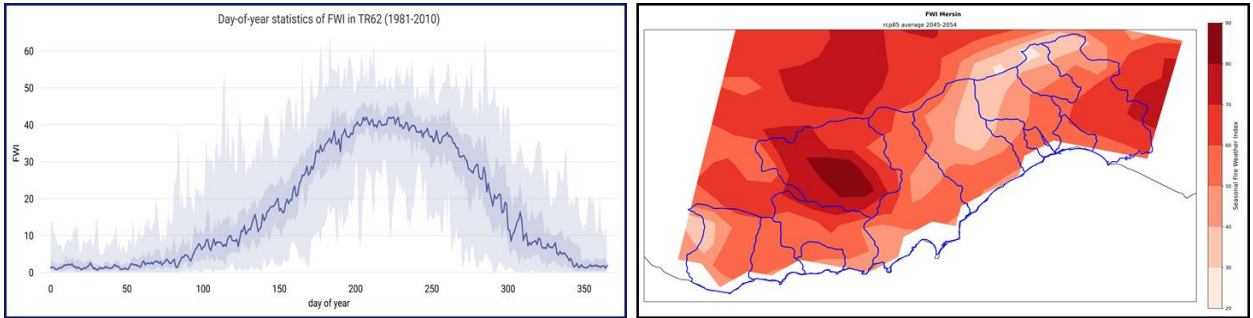 Day-of-year statistics of FWI in TR62 (1981-2010)
60
50
40
30
20
10
0
FWI
0 50 100 150 200 250 300 350
day of year
FWI Mersin
rcp85 average 2045-2054
90
80
70
60
50
40
30
20
Seasonal Fire Weather Index